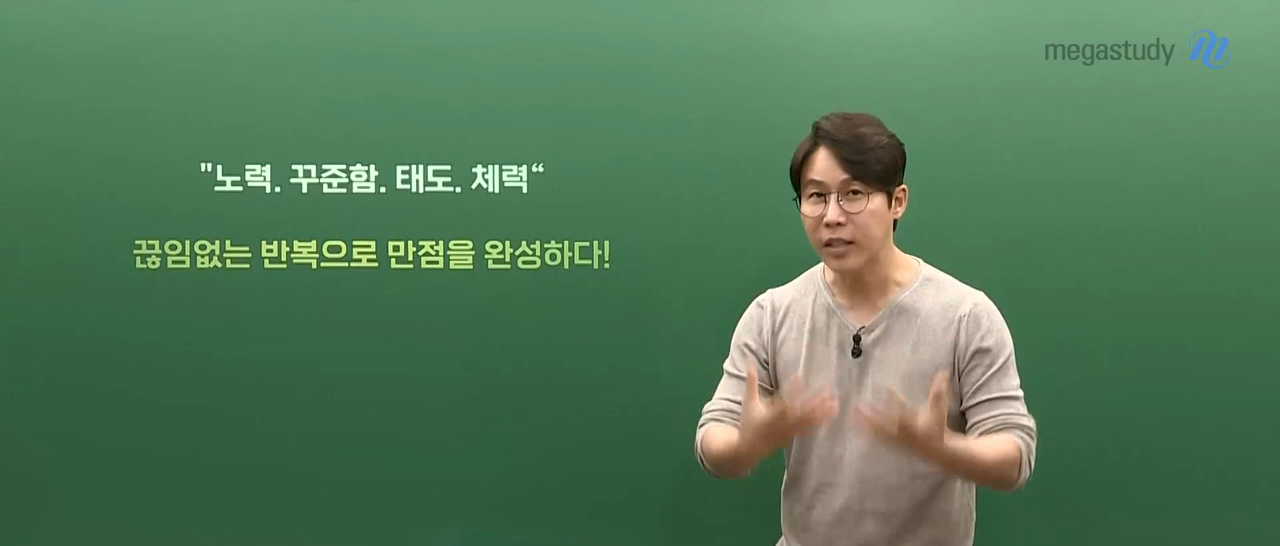 megastudy
"노력. 꾸준함. 태도. 체력“
끊임없는 반복으로 만점을 완성하다!